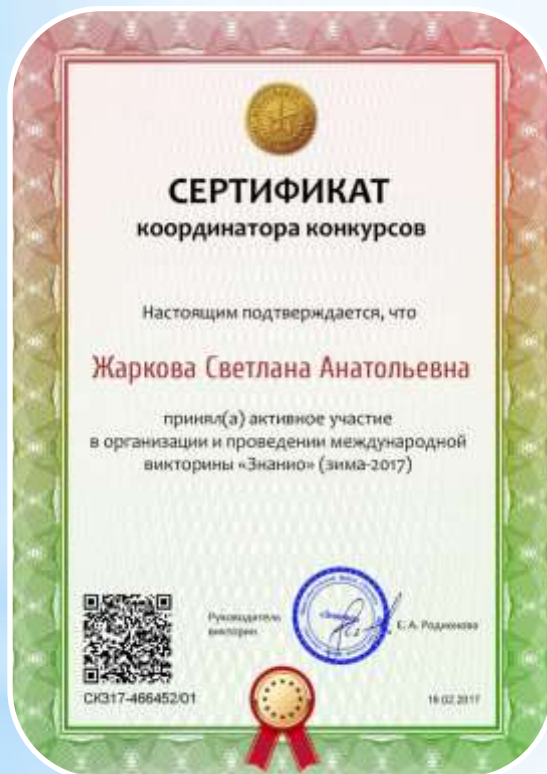 СЕРТИФИКАТ
координатора конкурсов
Настоящим подтверждается, что
Жаркова Светлана Анатольевна
принял(а) активное участие
в организации и проведении международной
викторины «Знанио» (зима-2017)
Руководитель
викторин
Е. А. Родионова
СК317-466452/01
16.02.2017